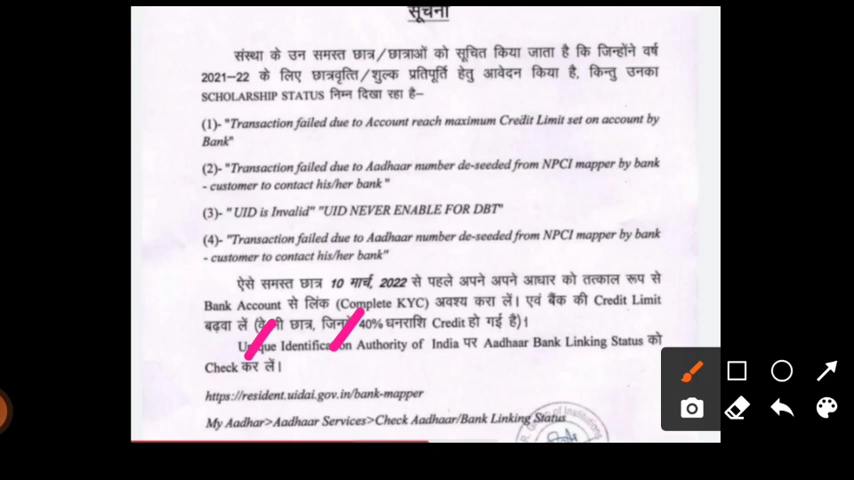 सूचना
संस्था के उन समस्त छात्र/छात्राओं को सूचित किया जाता है कि जिन्होंने वर्ष
2021-22 के लिए छात्रवृत्ति/शुल्क प्रतिपूर्ति हेतु आवेदन किया है, किन्तु उनका
SCHOLARSHIP STATUS निम्न दिखा रहा है-
(1)- "Transaction failed due to Account reach maximum Credit Limit set on account by
Bank"
(2)- "Transaction failed due to Aadhaar number de-seeded from NPCI mapper by bank
- customer to contact his/her bank"
(3)- "UID is Invalid" "UID NEVER ENABLE FOR DBT"
(4)- "Transaction failed due to Aadhaar number de-seeded from NPCI mapper by bank
- customer to contact his/her bank"
ऐसे समस्त छात्र 10 मार्च, 2022 से पहले अपने अपने आधार को तत्काल रूप से
Bank Account से लिंक (Complete KYC) अवश्य करा लें। एवं बैंक की Credit Limit
बढ़वा लें छात्र, 40% धनराशि Credit हो गई है)।
Unique Identification Authority of India पर Aadhaar Bank Linking Status को
Check कर लें।
https://resident.uidai.gov.in/bank-mapper
My Aadhar>Aadhaar Services>Check Aadhaar/Bank Linking Status